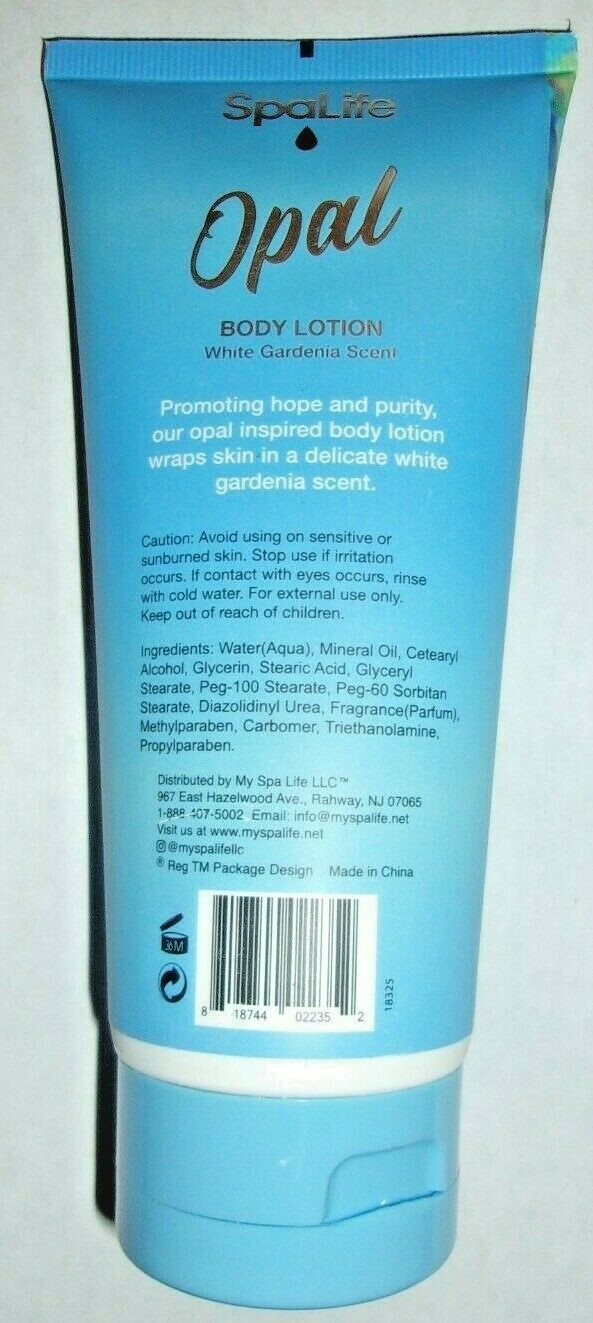 SpaLife
Opal
BODY LOTION
White Gardenia Scent
Promoting hope and purity,
our opal inspired body lotion
wraps skin in a delicate white
gardenia scent.
Caution: Avoid using on sensitive or
sunburned skin. Stop use if irritation
occurs. If contact with eyes occurs, rinse
with cold water. For external use only.
Keep out of reach of children.
Ingredients: Water(Aqua), Mineral Oil, Cetearyl
Alcohol, Glycerin, Stearic Acid, Glyceryl
Stearate, Peg-100 Stearate, Peg-60 Sorbitan
Stearate, Diazolidinyl Urea, Fragrance(Parfum),
Methylparaben, Carbomer, Triethanolamine,
Propylparaben.
Distributed by My Spa Life LLC™
967 East Hazelwood Ave., Rahway, NJ 07065
1-888-407-5002 Email: info@myspalife.net
Visit us at www.myspalife.net
@myspalifellc
® Reg TM Package Design Made in China
36M
8 18744 02235 2
18325